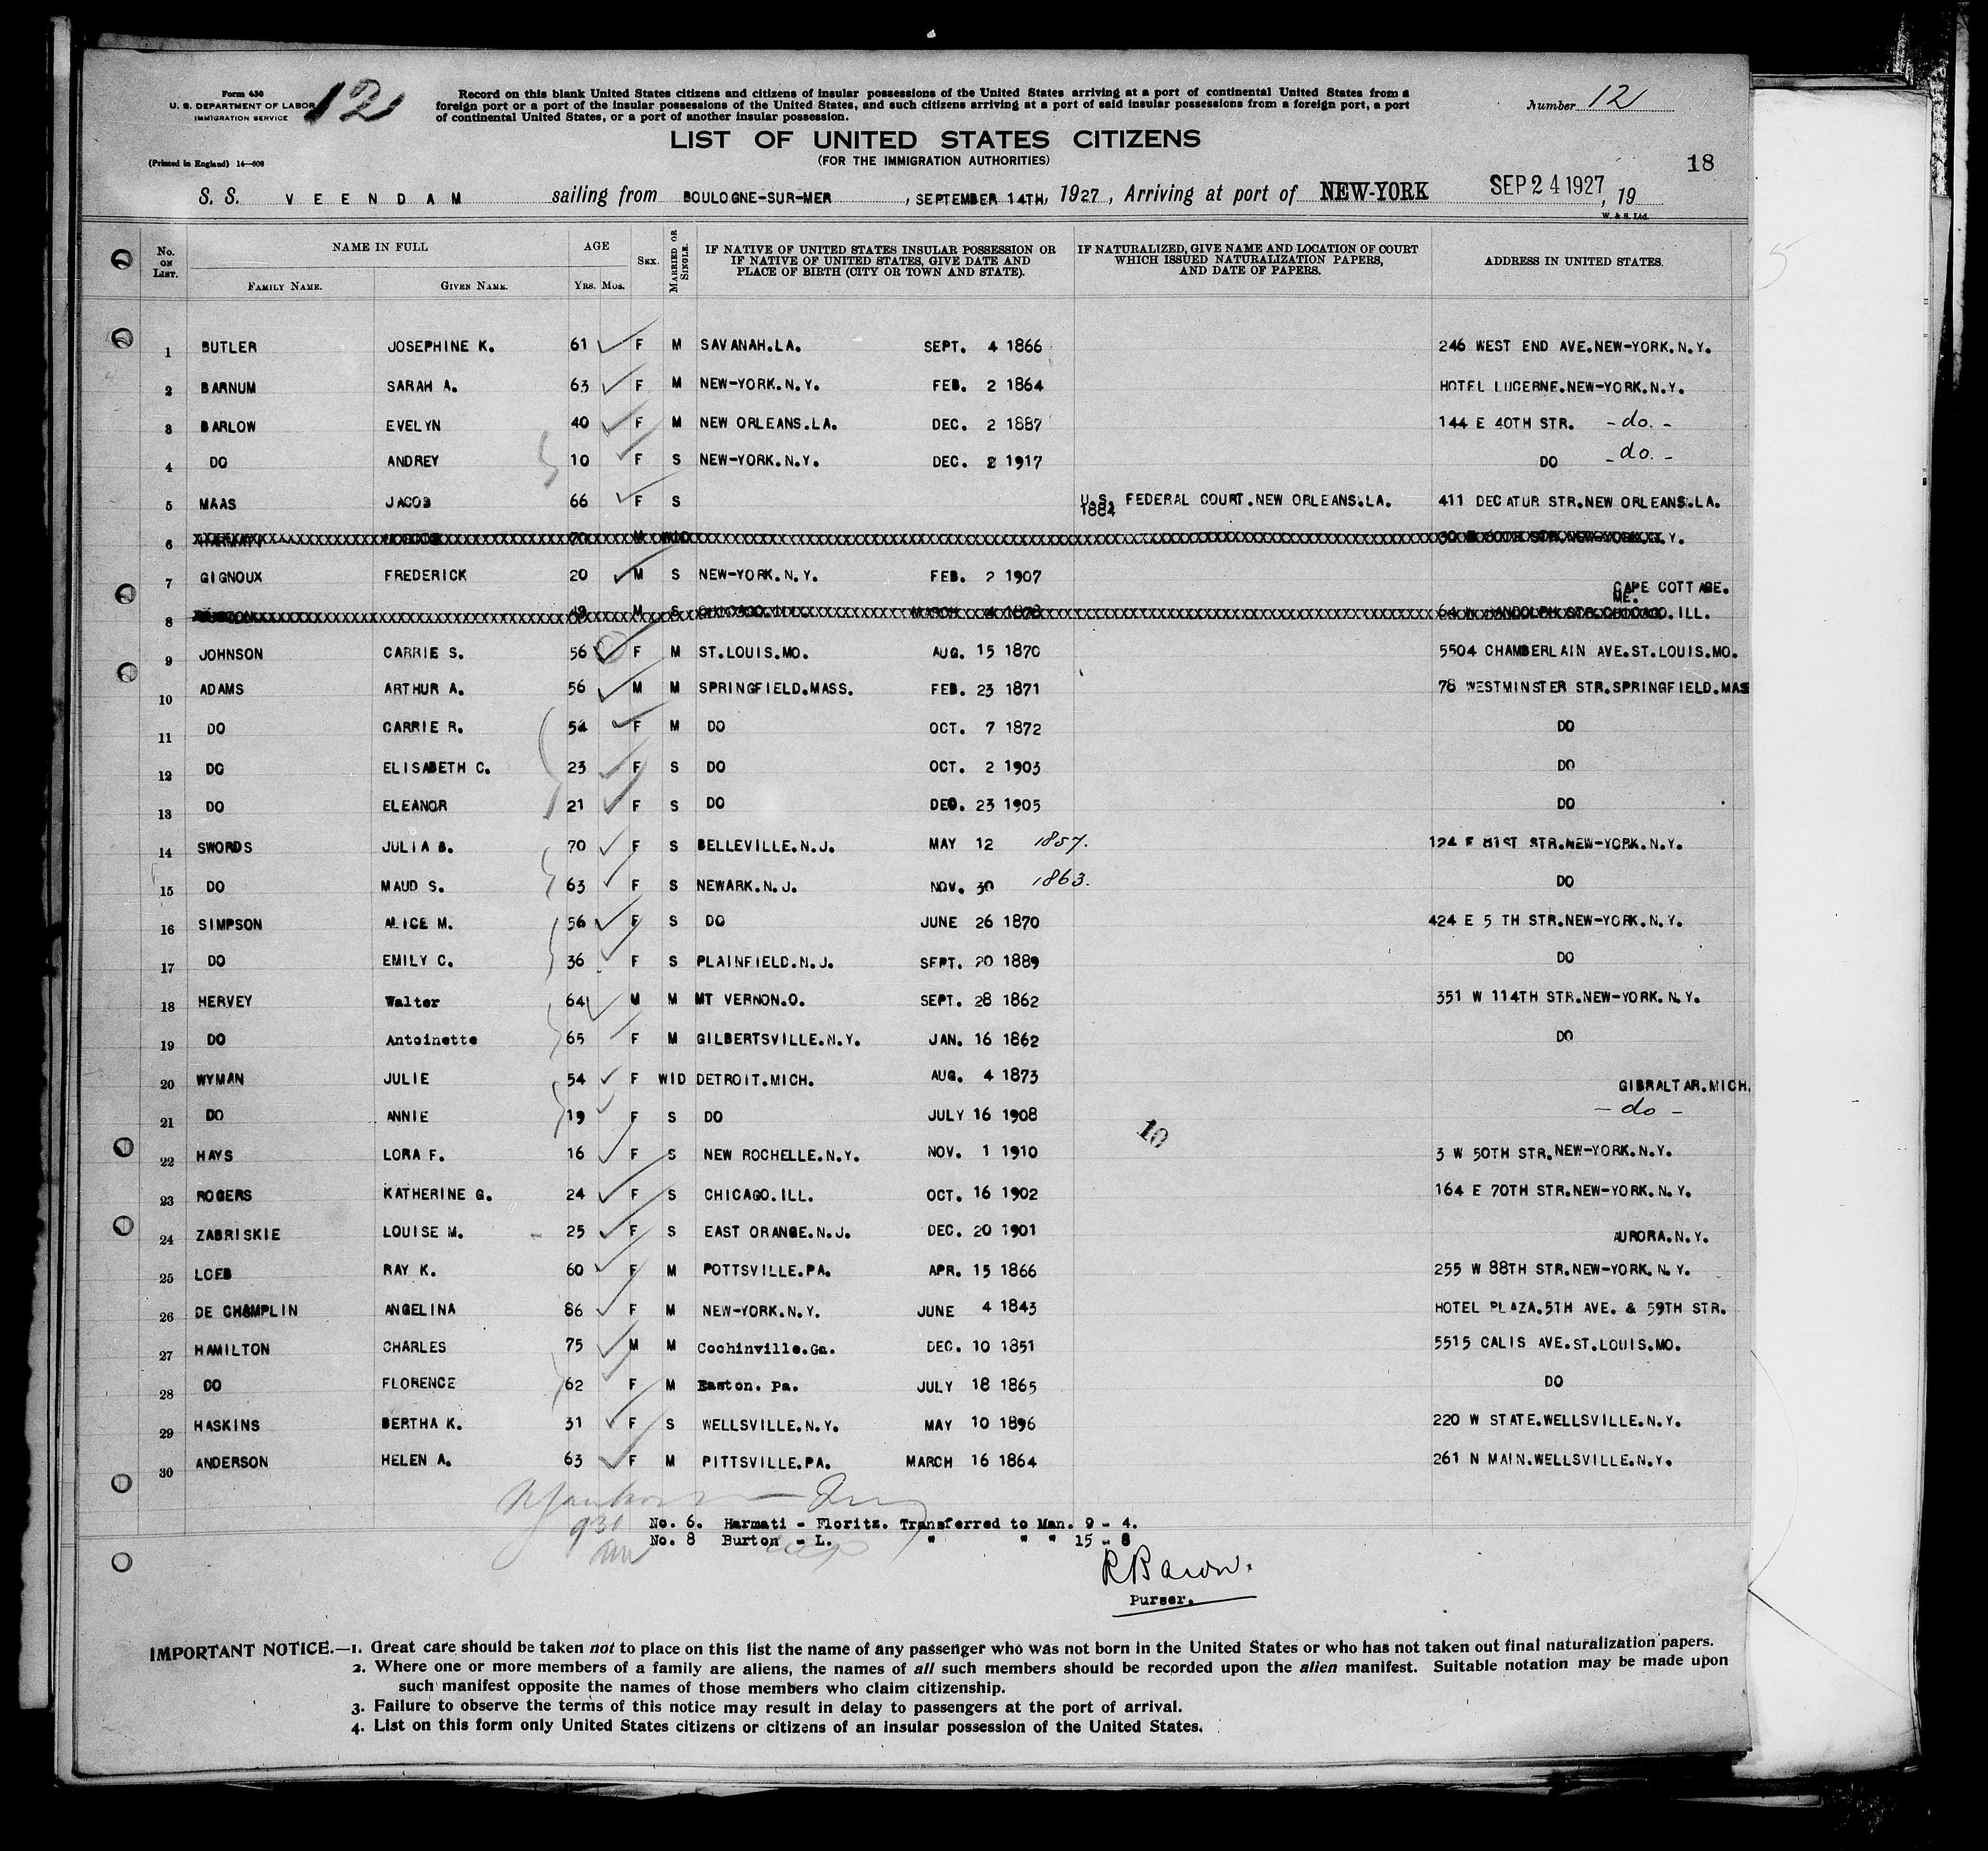 Form 430
U. S. DEPARTMENT OF LABOR
IMMIGRATION SERVICE
12
Record on this blank United States citizens and citizens of insular possessions of the United States arriving at a port of continental United States from a
foreign port or a port of the insular possessions of the United States, and such citizens arriving at a port of said insular possessions from a foreign port, a port
of continental United States, or a port of another insular possession.
Number 12
LIST OF UNITED STATES CITIZENS
(FOR THE IMMIGRATION AUTHORITIES)
(Printed in England) 14—608
18
S. S. VEENDAM sailing from BOULOGNE-SUR-MER, SEPTEMBER 14TH, 1927, Arriving at port of NEW-YORK SEP 24 1927, 19
W. & S. Ltd.
No. ON LIST. NAME IN FULL AGE SEX. MARRIED OR SINGLE. IF NATIVE OF UNITED STATES INSULAR POSSESSION OR IF NATIVE OF UNITED STATES, GIVE DATE AND PLACE OF BIRTH (CITY OR TOWN AND STATE). IF NATURALIZED, GIVE NAME AND LOCATION OF COURT WHICH ISSUED NATURALIZATION PAPERS, AND DATE OF PAPERS. ADDRESS IN UNITED STATES.
FAMILY NAME. GIVEN NAME. YRS. MOS.
1 BUTLER JOSEPHINE K. 61 F M SAVANAH.LA. SEPT. 4 1866 246 WEST END AVE.NEW-YORK.N.Y.
2 BARNUM SARAH A. 63 F M NEW-YORK.N.Y. FEB. 2 1864 HOTEL LUCERNE.NEW-YORK.N.Y.
3 BARLOW EVELYN 40 F M NEW ORLEANS.LA. DEC. 2 1887 144 E 40TH STR. - do. -
4 DO ANDREY 10 F S NEW-YORK.N.Y. DEC. 2 1917 DO - do. -
5 MAAS JACOB 66 F S U.S. FEDERAL COURT.NEW ORLEANS.LA. 1884 411 DECATUR STR.NEW ORLEANS.LA.
6 M WID Y.
7 GIGNOUX FREDERICK 20 M S NEW-YORK.N.Y. FEB. 2 1907 CAPE COTTAGE. ME.
8 49 M S CHICAGO. MARCH 4 1878 64 W RANDOLPH STR.CHICAGO.ILL.
9 JOHNSON CARRIE S. 56 F M ST.LOUIS.MO. AUG. 15 1870 5504 CHAMBERLAIN AVE.ST.LOUIS.MO.
10 ADAMS ARTHUR A. 56 M M SPRINGFIELD.MASS. FEB. 23 1871 78 WESTMINSTER STR.SPRINGFIELD.MAS
11 DO CARRIE R. 54 F M DO OCT. 7 1872 DO
12 DO ELISABETH C. 23 F S DO OCT. 2 1903 DO
13 DO ELEANOR 21 F S DO DEC. 23 1905 DO
14 SWORDS JULIA B. 70 F S BELLEVILLE.N.J. MAY 12 1857. 124 E 81ST STR.NEW-YORK.N.Y.
15 DO MAUD S. 63 F S NEWARK.N.J. NOV. 30 1863. DO
16 SIMPSON ALICE M. 56 F S DO JUNE 26 1870 424 E 5 TH STR.NEW-YORK.N.Y.
17 DO EMILY C. 36 F S PLAINFIELD.N.J. SEPT. 20 1889 DO
18 HERVEY Walter 64 M M MT VERNON.O. SEPT. 28 1862 351 W 114TH STR.NEW-YORK.N.Y.
19 DO Antoinette 65 F M GILBERTSVILLE.N.Y. JAN. 16 1862 DO
20 WYMAN JULIE 54 F WID DETROIT.MICH. AUG. 4 1873 GIBRALTAR.MICH.
21 DO ANNIE 19 F S DO JULY 16 1908 - do -
10
22 HAYS LORA F. 16 F S NEW ROCHELLE.N.Y. NOV. 1 1910 3 W 50TH STR.NEW-YORK.N.Y.
23 ROGERS KATHERINE G. 24 F S CHICAGO.ILL. OCT. 16 1902 164 E 70TH STR.NEW-YORK.N.Y.
24 ZABRISKIE LOUISE M. 25 F S EAST ORANGE.N.J. DEC. 20 1901 AURORA.N.Y.
25 LOEB RAY K. 60 F M POTTSVILLE.PA. APR. 15 1866 255 W 88TH STR.NEW-YORK.N.Y.
26 DE CHAMPLIN ANGELINA 86 F M NEW-YORK.N.Y. JUNE 4 1843 HOTEL PLAZA.5TH AVE. & 59TH STR.
27 HAMILTON CHARLES 75 M M Cochinville.Ga. DEC. 10 1851 5515 CALIS AVE.ST.LOUIS.MO.
28 DO FLORENCE 62 F M Easton. Pa. JULY 18 1865 DO
29 HASKINS BERTHA K. 31 F S WELLSVILLE.N.Y. MAY 10 1896 220 W STATE.WELLSVILLE.N.Y.
30 ANDERSON HELEN A. 63 F M PITTSVILLE.PA. MARCH 16 1864 261 N MAIN.WELLSVILLE.N.Y.
No. 6. Harmati - Floritz. Transferred to Man. 9 - 4.
No. 8 Burton - L. " " " 15 - 8
Purser.
IMPORTANT NOTICE.—1. Great care should be taken not to place on this list the name of any passenger who was not born in the United States or who has not taken out final naturalization papers.
2. Where one or more members of a family are aliens, the names of all such members should be recorded upon the alien manifest. Suitable notation may be made upon
such manifest opposite the names of those members who claim citizenship.
3. Failure to observe the terms of this notice may result in delay to passengers at the port of arrival.
4. List on this form only United States citizens or citizens of an insular possession of the United States.